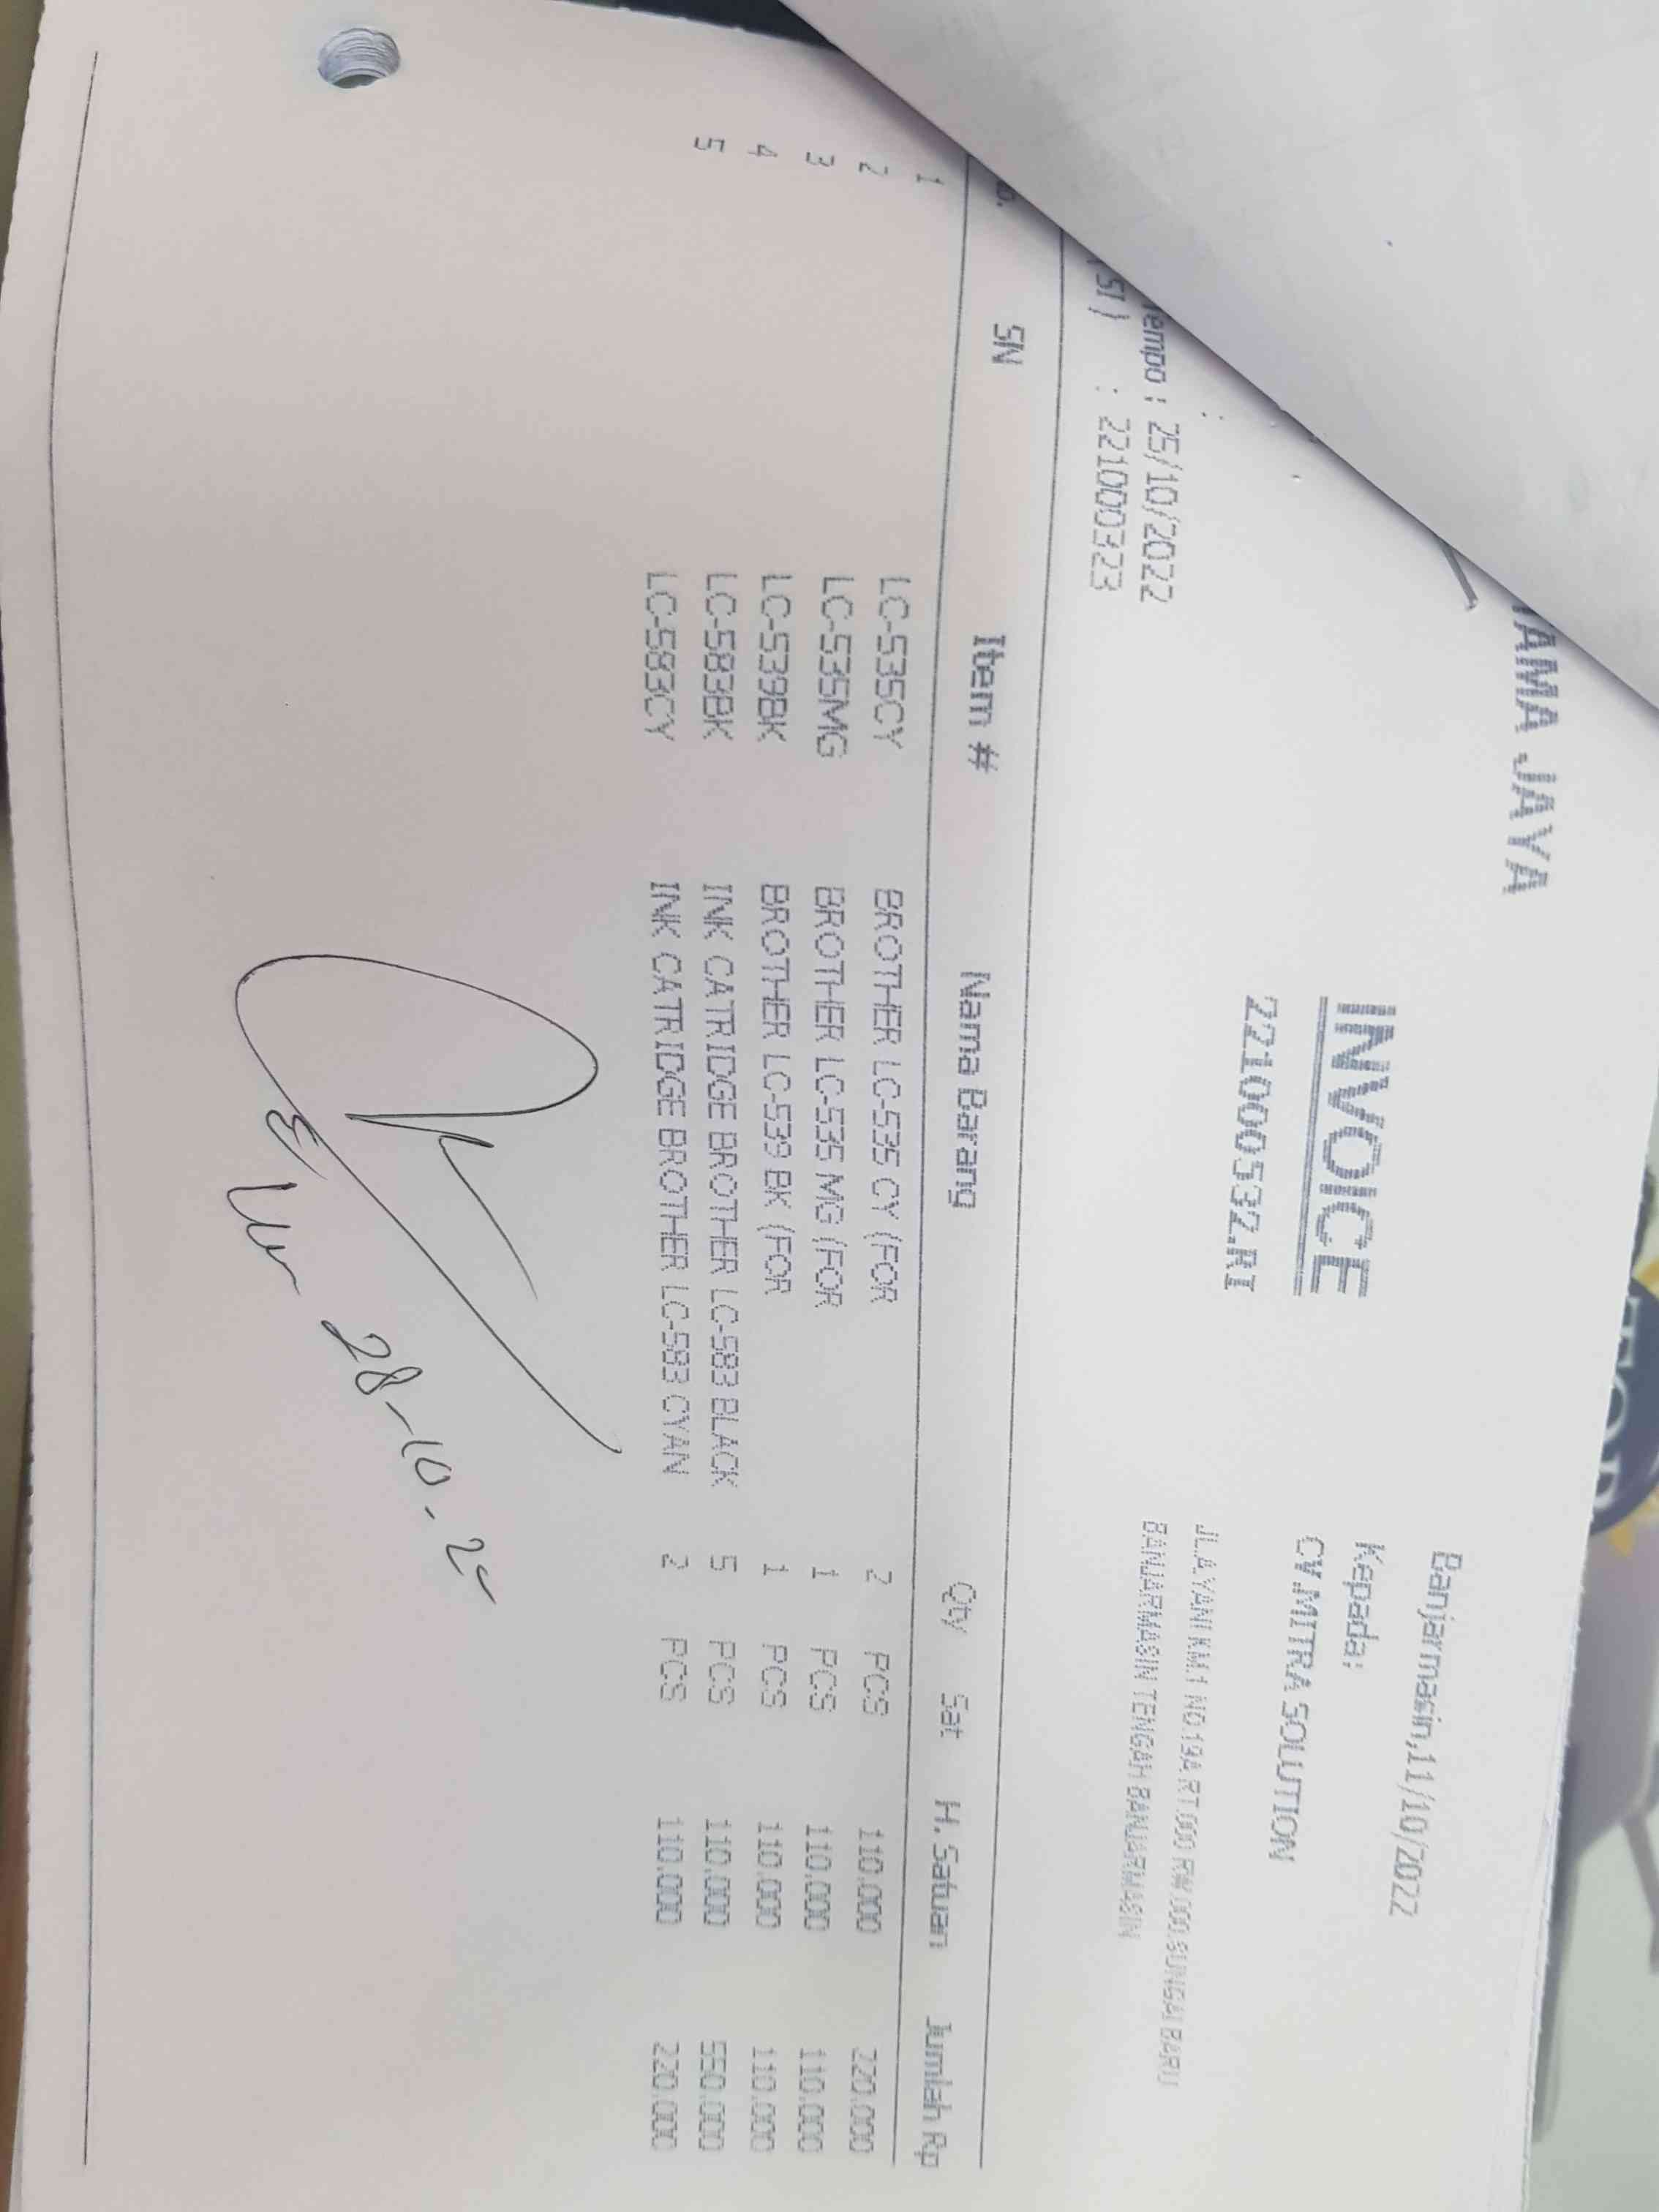 AMA JAYA
INVOICE
22100532.RI
Banjarmasin,11/10/2022
Kepada:
CV.MITRA SOLUTION
JL.A.YANI KM.1 NO.19A RT.000 RW.000.SUNGAI BARU
BANJARMASIN TENGAH BANJARMASIN
:
empo : 25/10/2022
(SI) : 22100323
o. SN Item # Nama Barang Qty Sat H.Satuan Jumlah Rp
1 LC-535CY BROTHER LC-535 CY (FOR 2 PCS 110.000 220.000
2 LC-535MG BROTHER LC-535 MG (FOR 1 PCS 110.000 110.000
3 LC-539BK BROTHER LC-539 BK (FOR 1 PCS 110.000 110.000
4 LC-583BK INK CATRIDGE BROTHER LC-583 BLACK 5 PCS 110.000 550.000
5 LC-583CY INK CATRIDGE BROTHER LC-583 CYAN 2 PCS 110.000 220.000
28-10-22